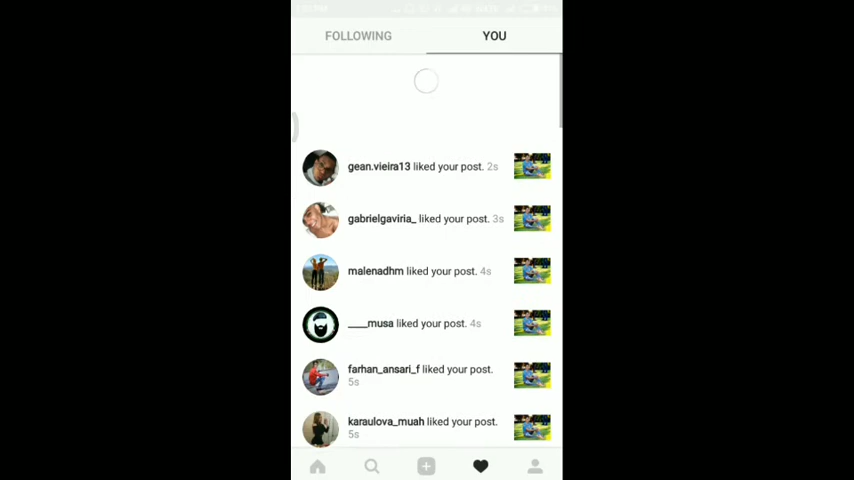 FOLLOWING
YOU
gean.vieira13 liked your post. 2s
gabrielgaviria_ liked your post. 3s
malenadhm liked your post. 4s
____musa liked your post. 4s
farhan_ansari_f liked your post.
5s
karaulova_muah liked your post.
5s